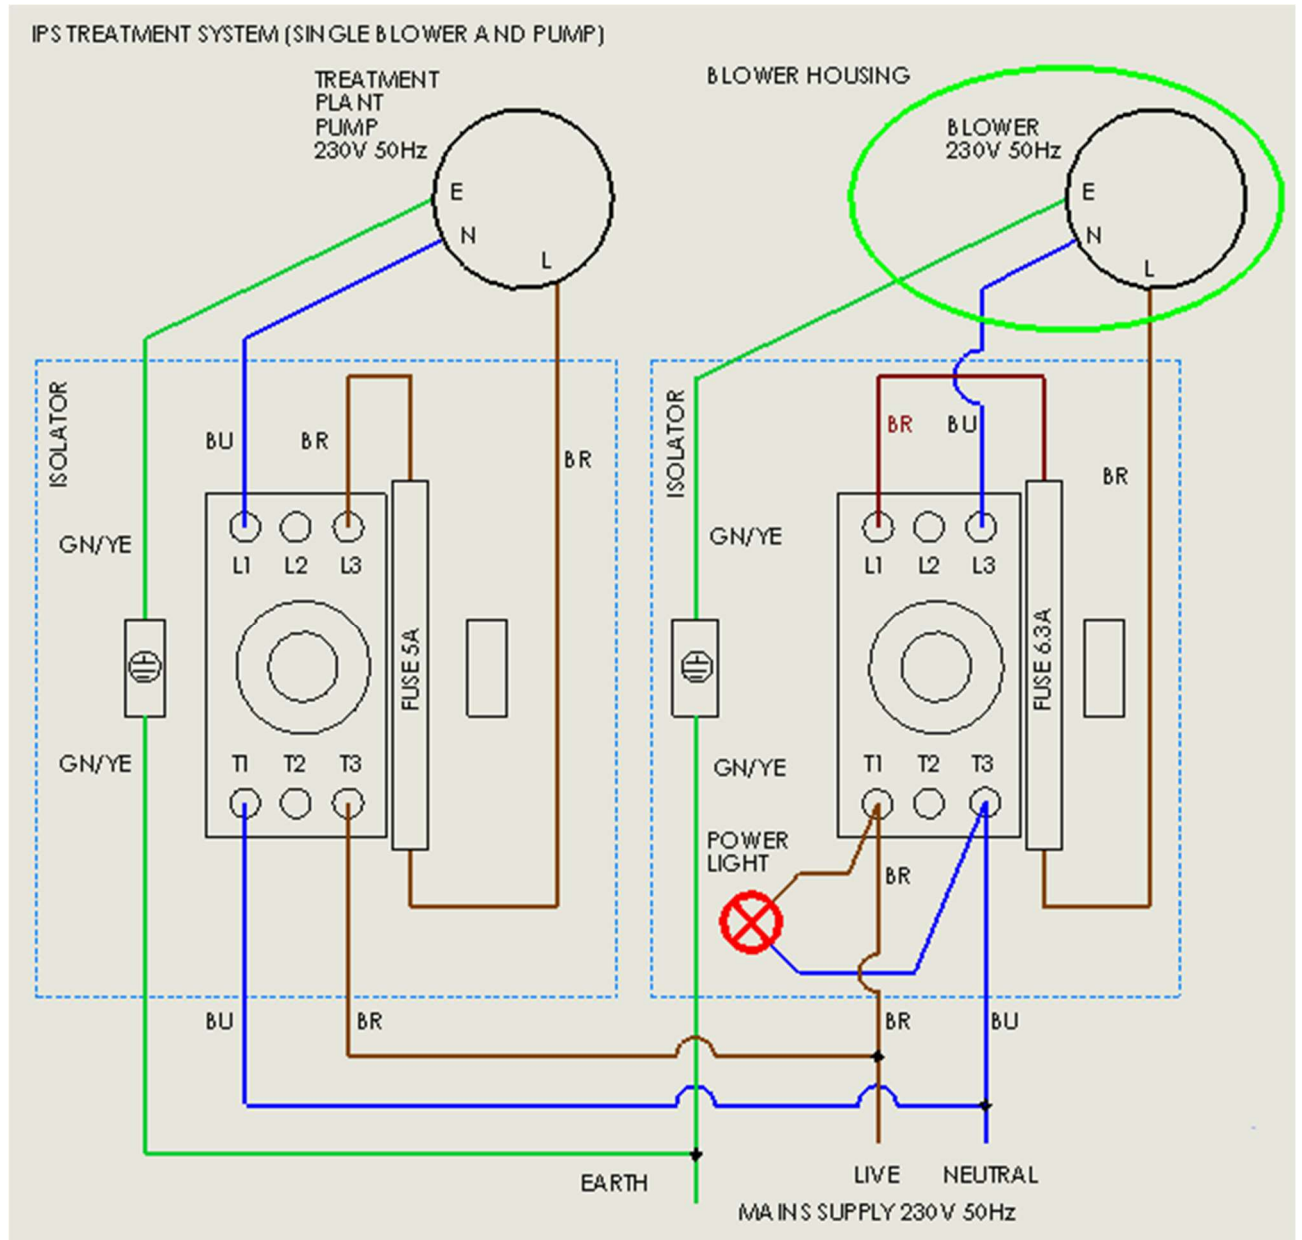 IPS TREATMENT SYSTEM (SINGLE BLOWER AND PUMP)
TREATMENT
PLANT
PUMP
230V 50Hz
E
N
L
BLOWER HOUSING
BLOWER
230V 50Hz
E
N
L
ISOLATOR
BU
BR
BR
GN/YE
L1
L2
L3
FUSE 5A
GN/YE
T1
T2
T3
BU
BR
ISOLATOR
BR
BU
BR
GN/YE
L1
L2
L3
FUSE 6.3A
GN/YE
T1
T2
T3
POWER
LIGHT
BR
BR
BU
EARTH
LIVE
NEUTRAL
MAINS SUPPLY 230V 50Hz